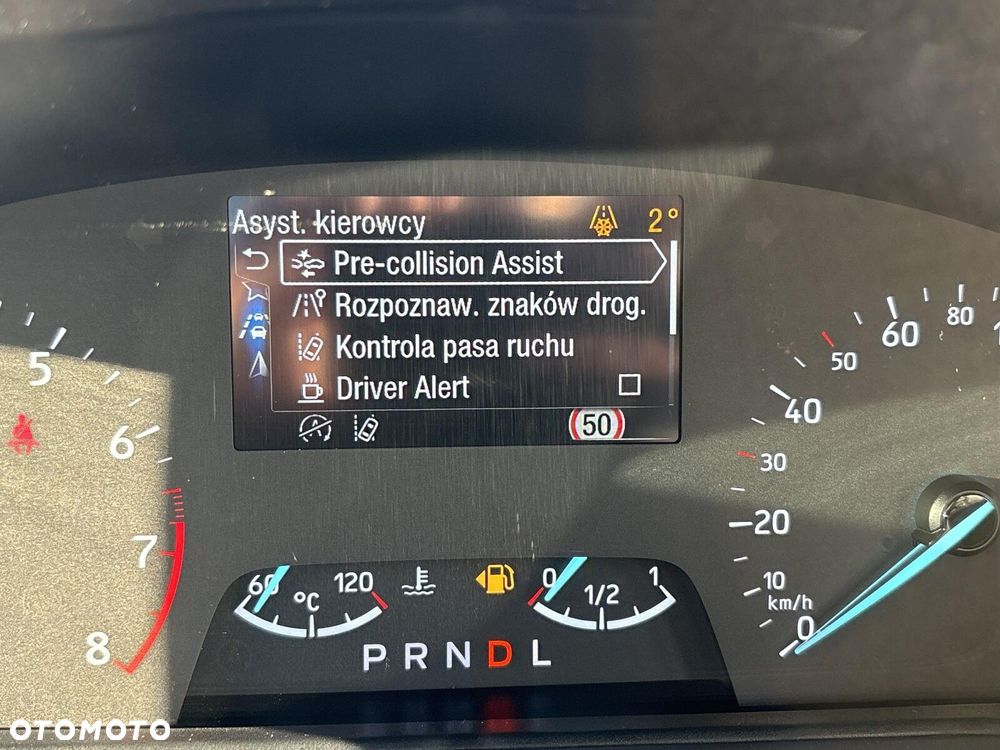 Asyst. kierowcy 2°
Pre-collision Assist
Rozpoznaw. znaków drog.
Kontrola pasa ruchu
Driver Alert
50
5
6
7
8
60 120
°C
0 1/2 1
P R N D L
0
10
km/h
20
30
40
50
60
80
OTOMOTO